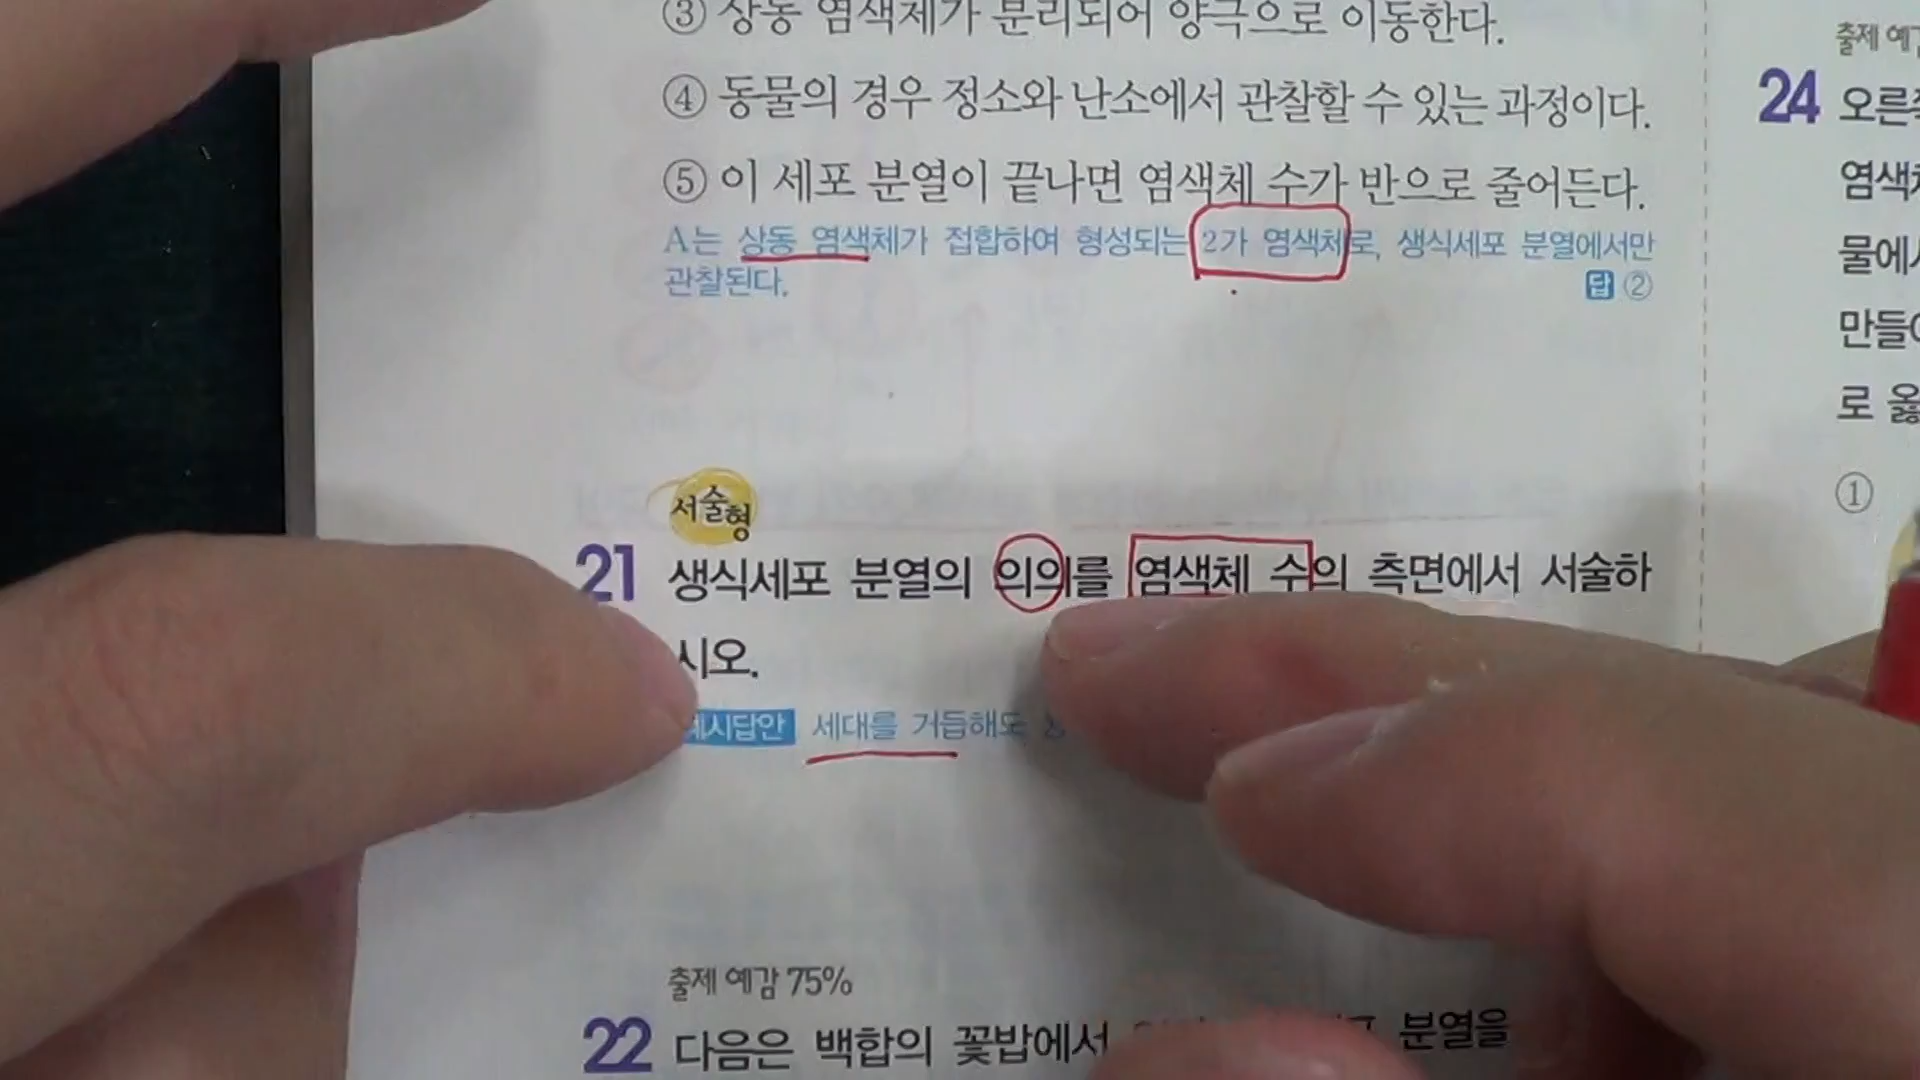 ③ 상동 염색체가 분리되어 양극으로 이동한다.
④ 동물의 경우 정소와 난소에서 관찰할 수 있는 과정이다.
⑤ 이 세포 분열이 끝나면 염색체 수가 반으로 줄어든다.
A는 상동 염색체가 접합하여 형성되는 2가 염색체로, 생식세포 분열에서만
관찰된다.
답 ②
서술형
21 생식세포 분열의 의의를 염색체 수의 측면에서 서술하
시오.
예시답안 세대를 거듭해도
출제 예감 75%
22 다음은 백합의 꽃밥에서 분열을
출제
24 오른쪽
염색체
물에서
만들어
로 옳
①